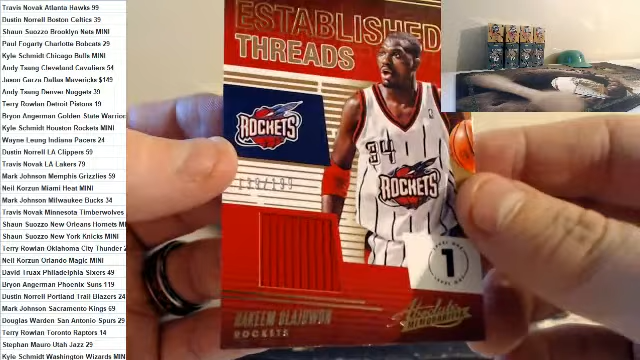 Travis Novak Atlanta Hawks 99
Dustin Norrell Boston Celtics 39
Shaun Suozzo Brooklyn Nets MINI
Paul Fogarty Charlotte Bobcats 29
Kyle Schmidt Chicago Bulls MINI
Andy Tsang Cleveland Cavaliers 54
Jason Garza Dallas Mavericks $149
Andy Tsang Denver Nuggets 39
Terry Rowlan Detroit Pistons 19
Bryon Angerman Golden State Warrior
Kyle Schmidt Houston Rockets MINI
Wayne Leung Indiana Pacers 24
Dustin Norrell LA Clippers 59
Travis Novak LA Lakers 79
Mark Johnson Memphis Grizzlies 59
Neil Korzun Miami Heat MINI
Mark Johnson Milwaukee Bucks 34
Travis Novak Minnesota Timberwolves
Shaun Suozzo New Orleans Hornets M
Shaun Suozzo New York Knicks MINI
Terry Rowlan Oklahoma City Thunder 2
Neil Korzun Orlando Magic MINI
David Truax Philadelphia Sixers 49
Bryon Angerman Phoenix Suns 119
Dustin Norrell Portland Trail Blazers 24
Mark Johnson Sacramento Kings 69
Douglas Warden San Antonio Spurs 29
Terry Rowlan Toronto Raptors 14
Stephan Mauro Utah Jazz 29
Kyle Schmidt Washington Wizards MIN
ESTABLISHED
THREADS
ROCKETS
/199
34
ROCKETS
1
HAKEEM OLAJUWON
ROCKETS
Absolute
MEMORABILIA